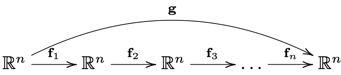 g
ℝⁿ f₁ ℝⁿ f₂ ℝⁿ f₃ ... fₙ ℝⁿ